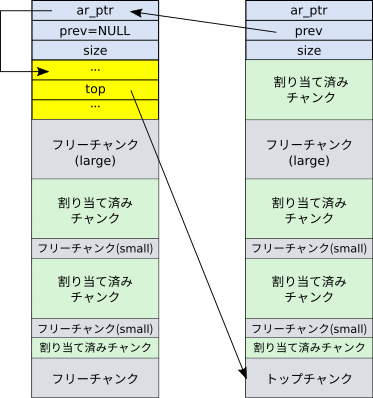 ar_ptr
prev=NULL
size
...
top
...
フリーチャンク
(large)
割り当て済み
チャンク
フリーチャンク(small)
割り当て済み
チャンク
フリーチャンク(small)
割り当て済みチャンク
フリーチャンク
ar_ptr
prev
size
割り当て済み
チャンク
フリーチャンク
(large)
割り当て済み
チャンク
フリーチャンク(small)
割り当て済み
チャンク
フリーチャンク(small)
割り当て済みチャンク
トップチャンク